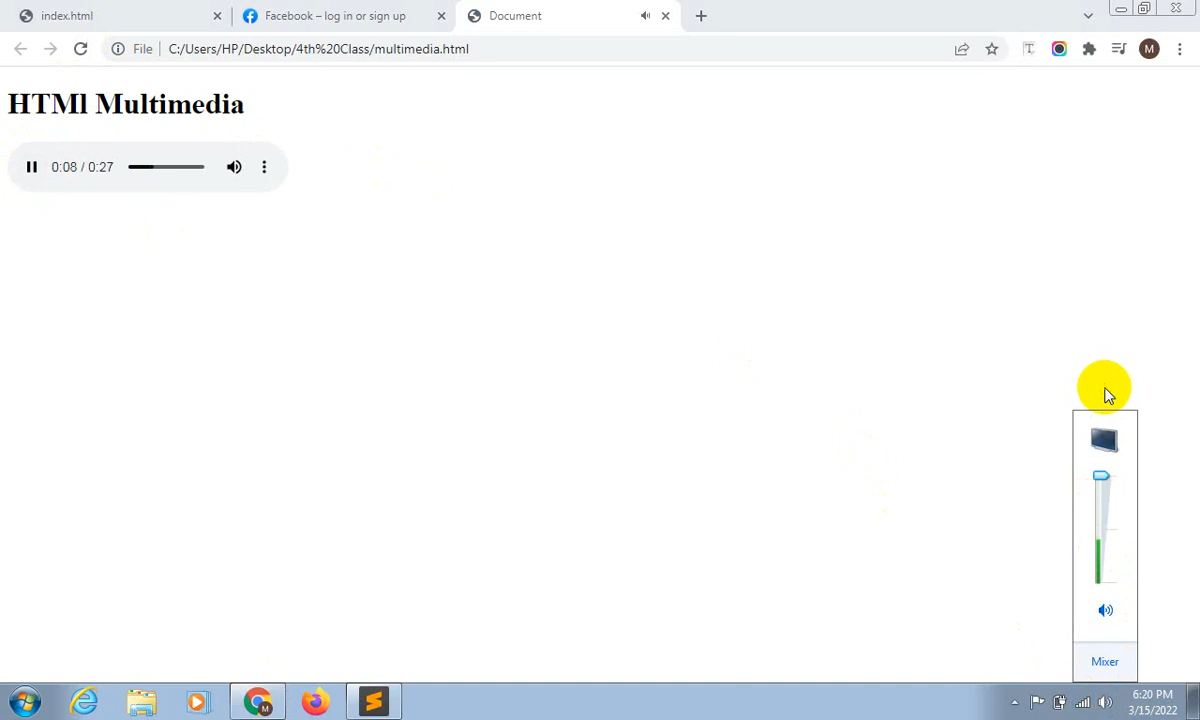 index.html
Facebook – log in or sign up
Document
File
C:/Users/HP/Desktop/4th%20Class/multimedia.html
M
HTMl Multimedia
0:08 / 0:27
Mixer
M
6:20 PM
3/15/2022